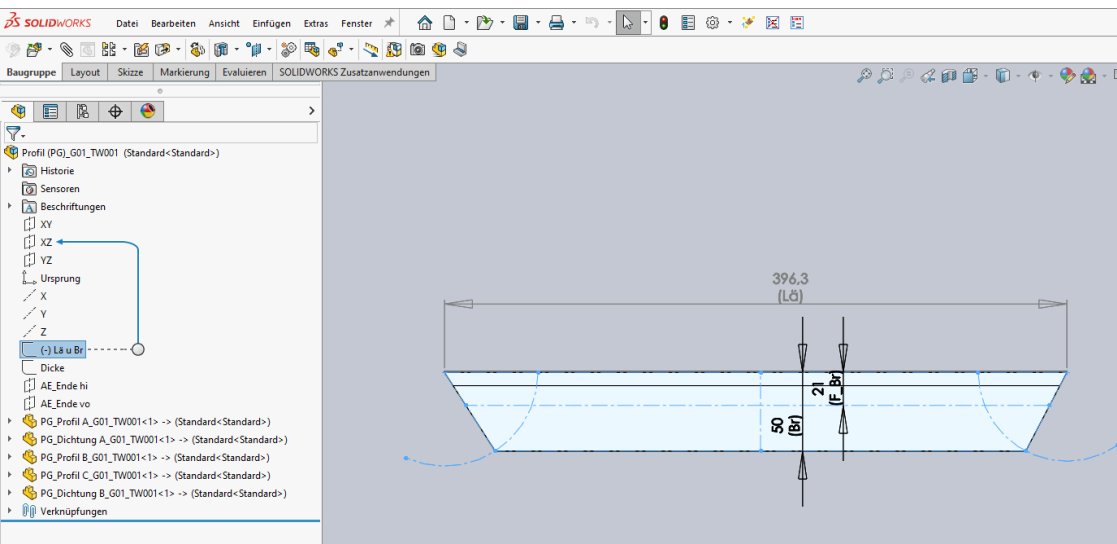 SOLIDWORKS Datei Bearbeiten Ansicht Einfügen Extras Fenster
Baugruppe Layout Skizze Markierung Evaluieren SOLIDWORKS Zusatzanwendungen
Profil (PG)_G01_TW001 (Standard<Standard>)
Historie
Sensoren
Beschriftungen
XY
XZ
YZ
Ursprung
X
Y
Z
(-) Lä u Br
Dicke
AE_Ende hi
AE_Ende vo
PG_Profil A_G01_TW001<1> -> (Standard<Standard>)
PG_Dichtung A_G01_TW001<1> -> (Standard<Standard>)
PG_Profil B_G01_TW001<1> -> (Standard<Standard>)
PG_Profil C_G01_TW001<1> -> (Standard<Standard>)
PG_Dichtung B_G01_TW001<1> -> (Standard<Standard>)
Verknüpfungen
396,3
(Lä)
21
(F_Br)
50
(Br)